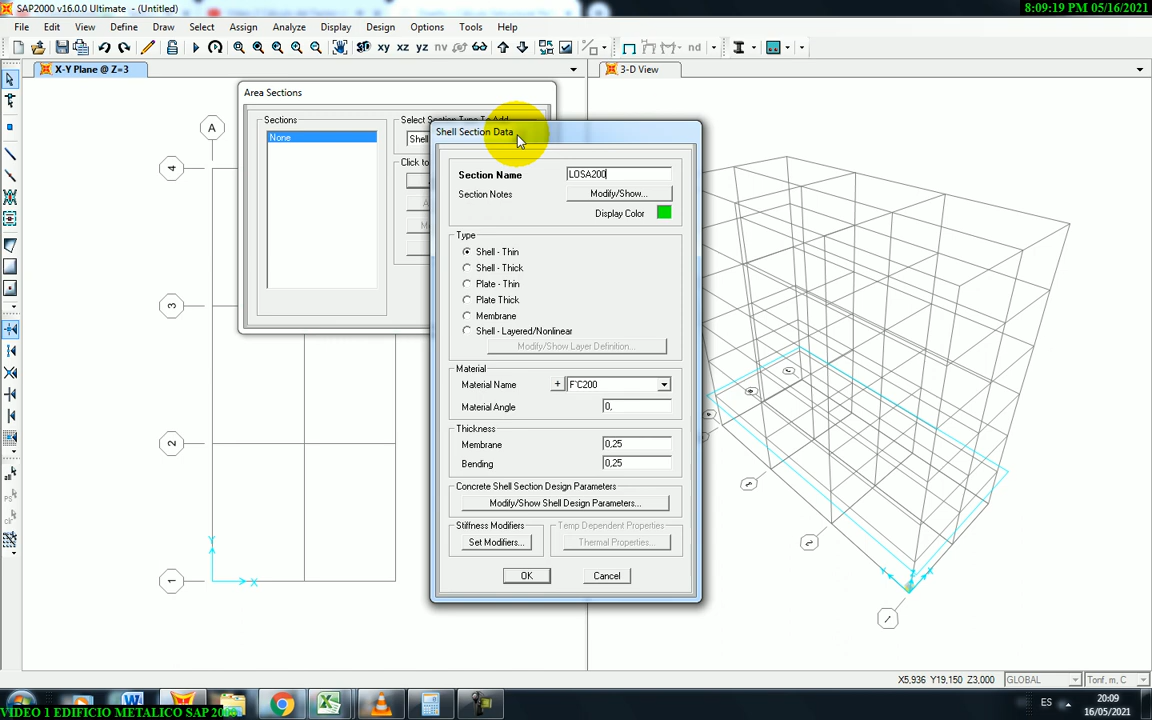 SAP2000 v16.0.0 Ultimate - (Untitled)
8:09:19 PM 05/16/2021
File Edit View Define Draw Select Assign Analyze Display Design Options Tools Help
3D xy xz yz nv nd
X-Y Plane @ Z=3
3-D View
Area Sections
Sections
None
Select Section Type To Add
Shell
Click to
A
4
3
2
1
Y
X
Shell Section Data
Section Name LOSA200
Section Notes Modify/Show...
Display Color
Type
Shell - Thin
Shell - Thick
Plate - Thin
Plate Thick
Membrane
Shell - Layered/Nonlinear
Modify/Show Layer Definition...
Material
Material Name + F'C200
Material Angle 0,
Thickness
Membrane 0,25
Bending 0,25
Concrete Shell Section Design Parameters
Modify/Show Shell Design Parameters...
Stiffness Modifiers
Set Modifiers...
Temp Dependent Properties
Thermal Properties...
OK Cancel
X5,936 Y19,150 Z3,000 GLOBAL Tonf, m, C
ES
20:09
16/05/2021